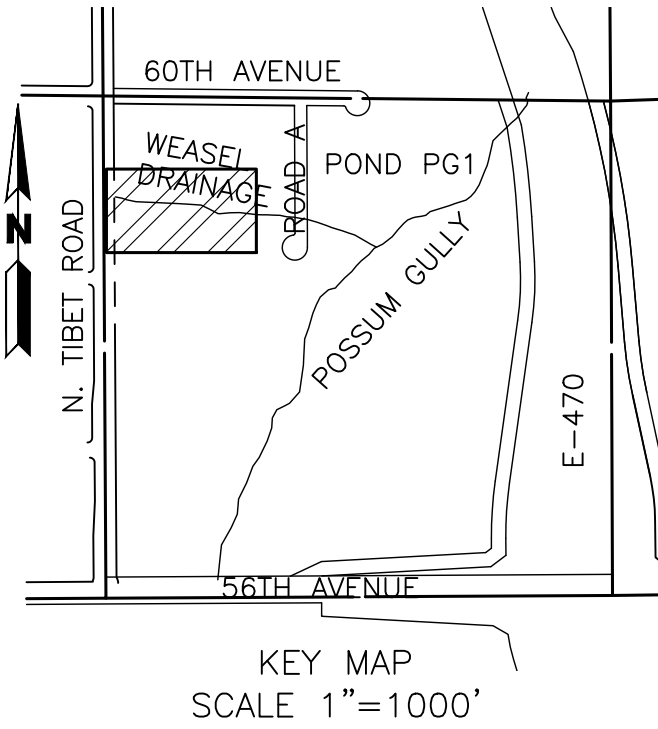 60TH AVENUE
WEASEL
DRAINAGE
ROAD A
POND PG1
N
N. TIBET ROAD
POSSUM GULLY
E-470
56TH AVENUE
KEY MAP
SCALE 1"=1000'